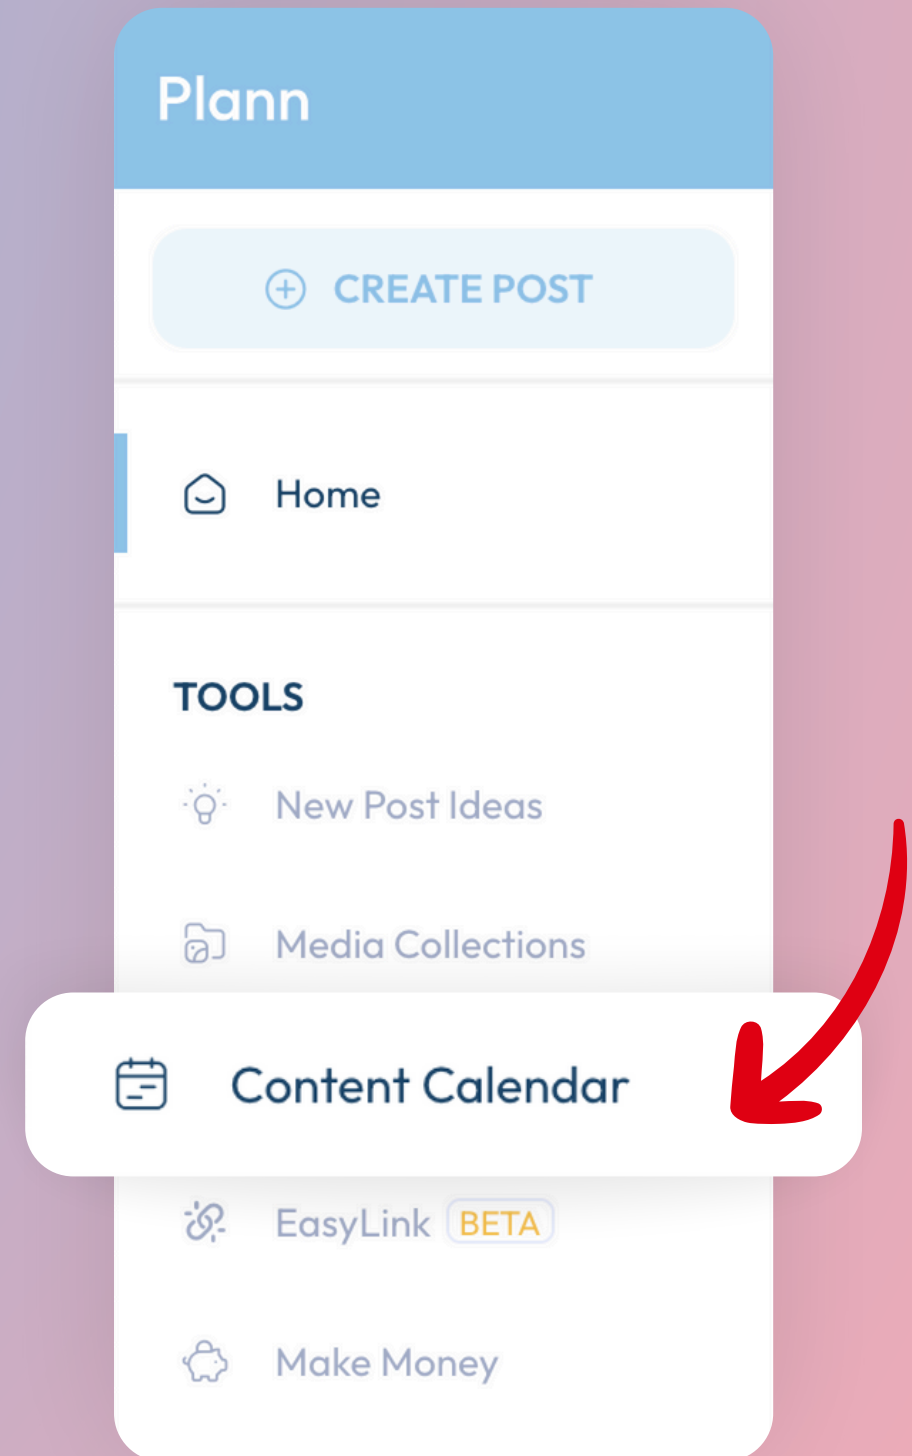 Plann
CREATE POST
Home
TOOLS
New Post Ideas
Media Collections
Content Calendar
EasyLink BETA
Make Money